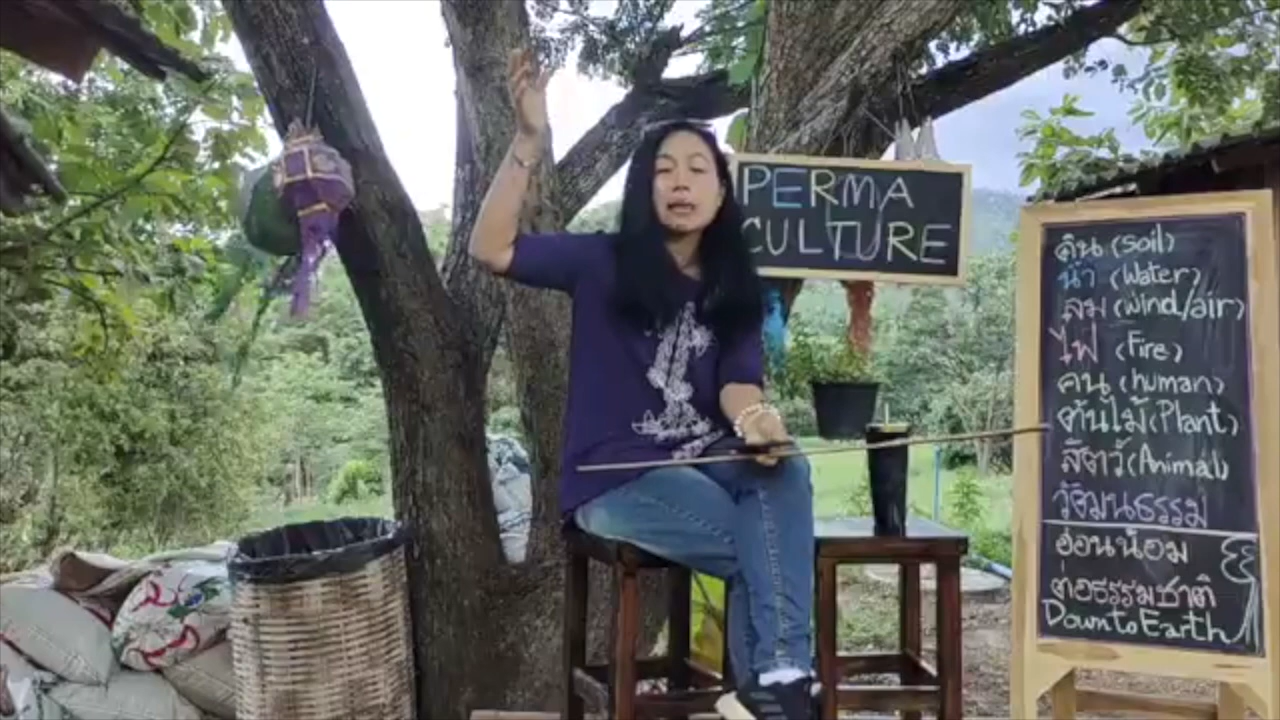 PERMA
CULTURE
ดิน (Soil)
น้ำ (Water)
ลม (wind/air)
ไฟ (Fire)
คน (human)
ต้นไม้ (Plant)
สัตว์ (Animal)
วัฒนธรรม
อ่อนน้อม
ต่อธรรมชาติ
Down to Earth